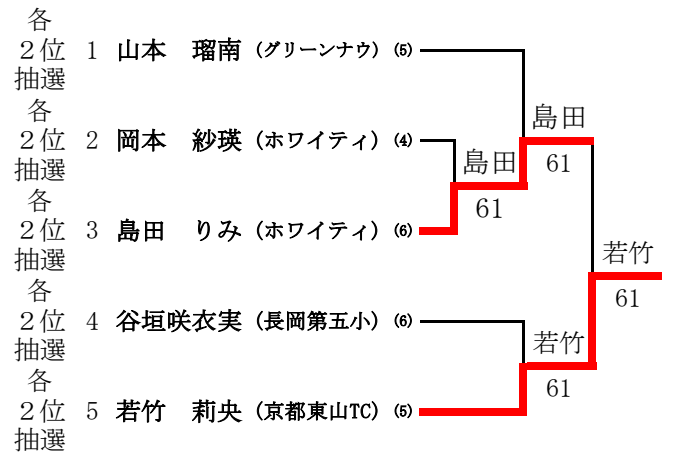 各
２位 1 山本　瑠南 (グリーンナウ) (5)
抽選
各
島田
２位 2 岡本　紗瑛 (ホワイティ) (4)
島田 61
抽選
各
61
２位 3 島田　りみ (ホワイティ) (6)
若竹
抽選
各
61
２位 4 谷垣咲衣実 (長岡第五小) (6)
若竹
抽選
各
61
２位 5 若竹　莉央 (京都東山TC) (5)
抽選